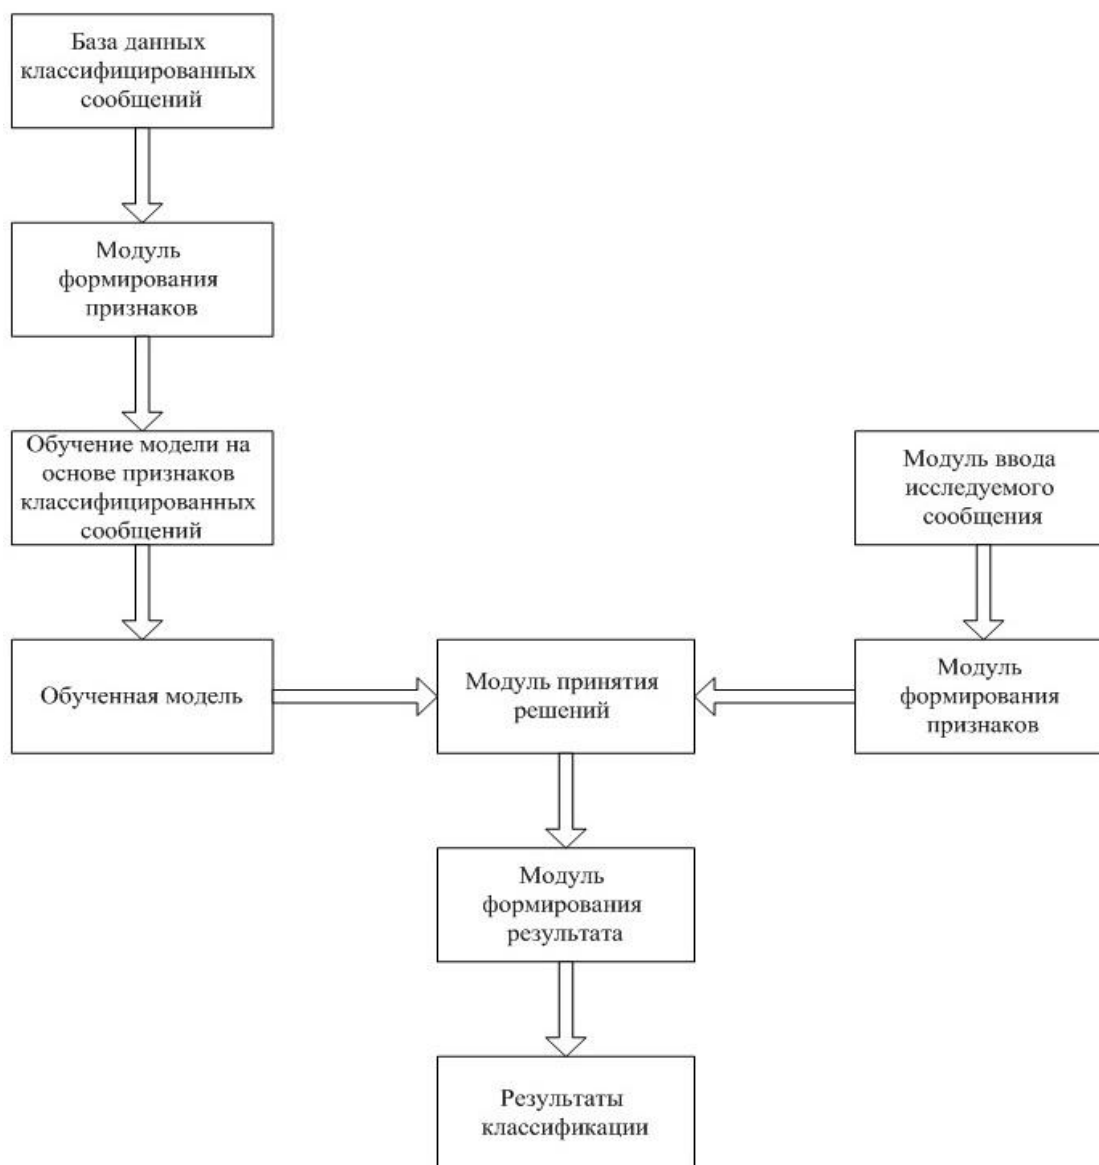 База данных
классифицированных
сообщений
Модуль
формирования
признаков
Обучение модели на
основе признаков
классифицированных
сообщений
Модуль ввода
исследуемого
сообщения
Обученная модель
Модуль принятия
решений
Модуль
формирования
признаков
Модуль
формирования
результата
Результаты
классификации